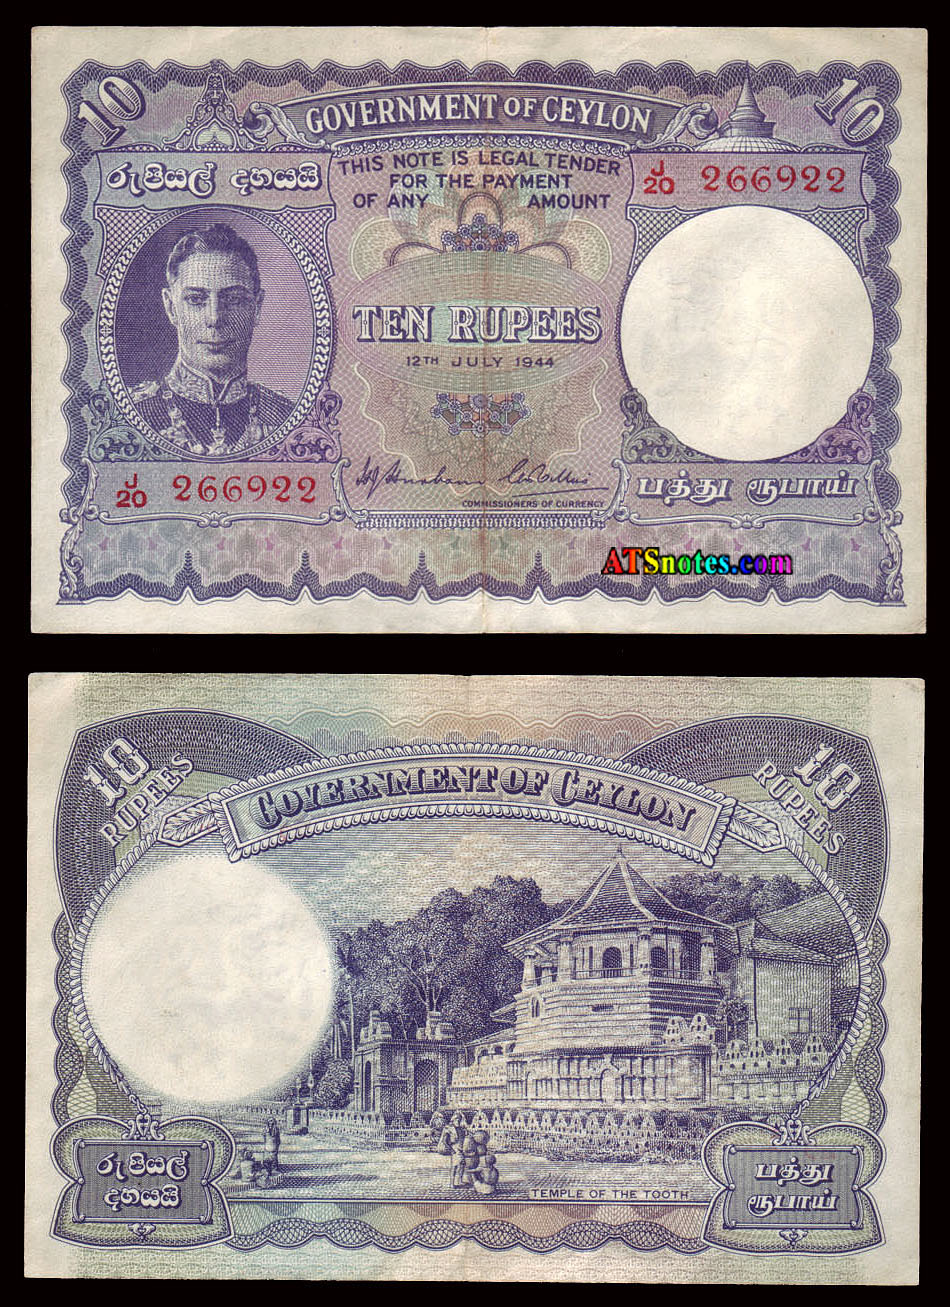 10
10
GOVERNMENT OF CEYLON
රුපියල් දහයයි
THIS NOTE IS LEGAL TENDER
FOR THE PAYMENT
OF ANY AMOUNT
J/20 266922
TEN RUPEES
12TH JULY 1944
J/20 266922
COMMISSIONERS OF CURRENCY
பத்து ரூபாய்
ATSnotes.com
10
RUPEES
10
RUPEES
GOVERNMENT OF CEYLON
TEMPLE OF THE TOOTH
රුපියල්
දහයයි
பத்து
ரூபாய்